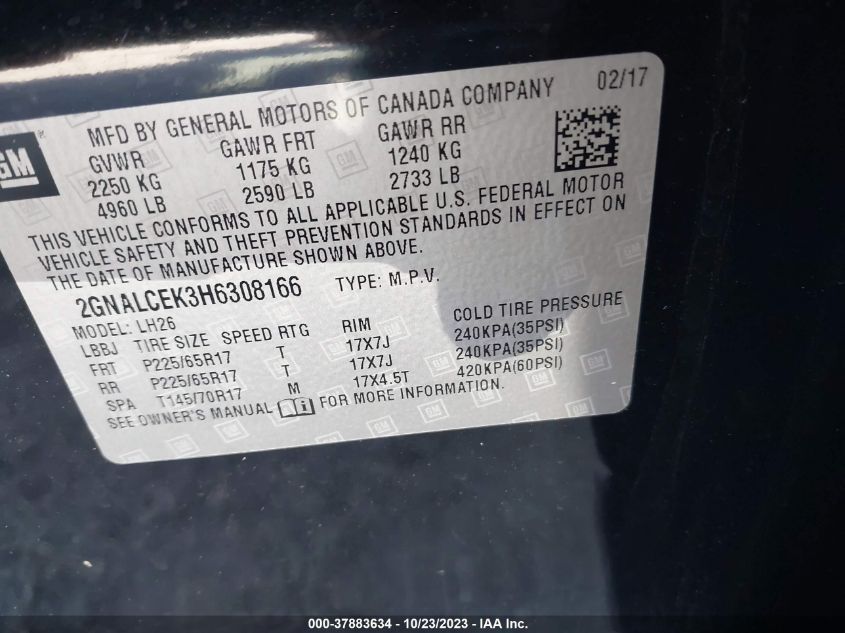 02/17
MFD BY GENERAL MOTORS OF CANADA COMPANY
GM
GVWR GAWR FRT GAWR RR
2250 KG 1175 KG 1240 KG
4960 LB 2590 LB 2733 LB
THIS VEHICLE CONFORMS TO ALL APPLICABLE U.S. FEDERAL MOTOR
VEHICLE SAFETY AND THEFT PREVENTION STANDARDS IN EFFECT ON
THE DATE OF MANUFACTURE SHOWN ABOVE.
2GNALCEK3H6308166 TYPE: M.P.V.
MODEL: LH26
LBBJ TIRE SIZE SPEED RTG RIM COLD TIRE PRESSURE
FRT P225/65R17 T 17X7J 240KPA(35PSI)
RR P225/65R17 T 17X7J 240KPA(35PSI)
SPA T145/70R17 M 17X4.5T 420KPA(60PSI)
SEE OWNER'S MANUAL FOR MORE INFORMATION.
000-37883634 - 10/23/2023 - IAA Inc.